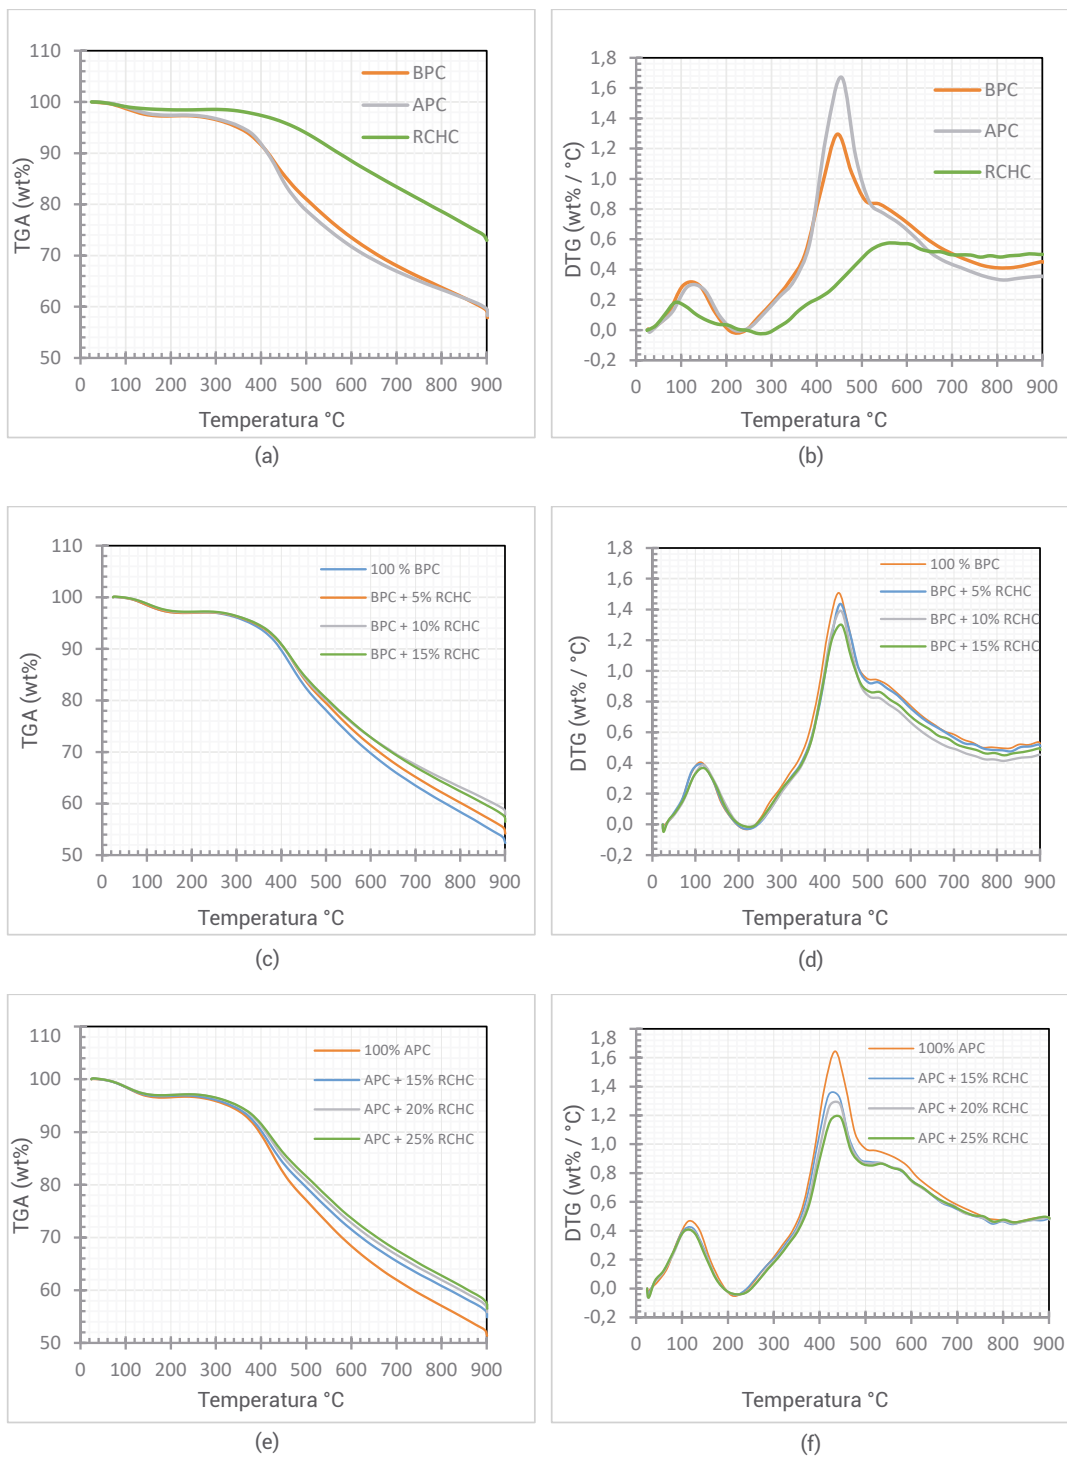 110
100
90
80
70
60
50
TGA (wt%)
BPC
APC
RCHC
0 100 200 300 400 500 600 700 800 900
Temperatura °C
(a)
1,8
1,6
1,4
1,2
1,0
0,8
0,6
0,4
0,2
0,0
-0,2
DTG (wt% / °C)
BPC
APC
RCHC
0 100 200 300 400 500 600 700 800 900
Temperatura °C
(b)
110
100
90
80
70
60
50
TGA (wt%)
100 % BPC
BPC + 5% RCHC
BPC + 10% RCHC
BPC + 15% RCHC
0 100 200 300 400 500 600 700 800 900
Temperatura °C
(c)
1,8
1,6
1,4
1,2
1,0
0,8
0,6
0,4
0,2
0,0
-0,2
DTG (wt% / °C)
100 % BPC
BPC + 5% RCHC
BPC + 10% RCHC
BPC + 15% RCHC
0 100 200 300 400 500 600 700 800 900
Temperatura °C
(d)
110
100
90
80
70
60
50
TGA (wt%)
100% APC
APC + 15% RCHC
APC + 20% RCHC
APC + 25% RCHC
0 100 200 300 400 500 600 700 800 900
Temperatura °C
(e)
1,8
1,6
1,4
1,2
1,0
0,8
0,6
0,4
0,2
0,0
-0,2
DTG (wt% / °C)
100% APC
APC + 15% RCHC
APC + 20% RCHC
APC + 25% RCHC
0 100 200 300 400 500 600 700 800 900
Temperatura °C
(f)